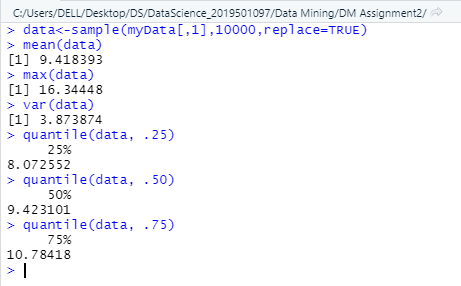 C:/Users/DELL/Desktop/DS/DataScience_2019501097/Data Mining/DM Assignment2/
> data<-sample(myData[,1],10000,replace=TRUE)
> mean(data)
[1] 9.418393
> max(data)
[1] 16.34448
> var(data)
[1] 3.873874
> quantile(data, .25)
25%
8.072552
> quantile(data, .50)
50%
9.423101
> quantile(data, .75)
75%
10.78418
>